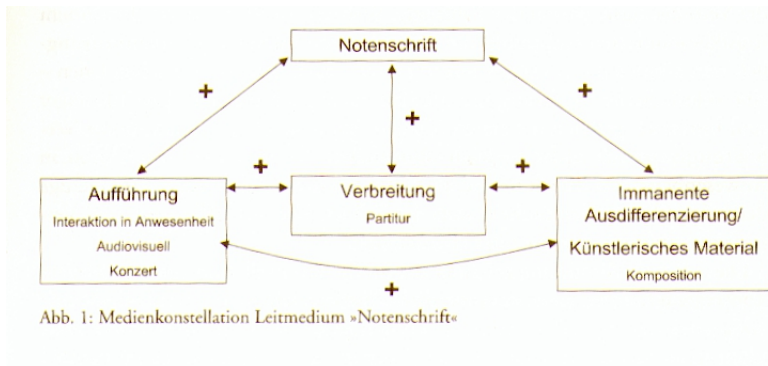 Notenschrift
+
+
+
+
+
Aufführung
Interaktion in Anwesenheit
Audiovisuell
Konzert
Verbreitung
Partitur
Immanente
Ausdifferenzierung/
Künstlerisches Material
Komposition
+
Abb. 1: Medienkonstellation Leitmedium »Notenschrift«